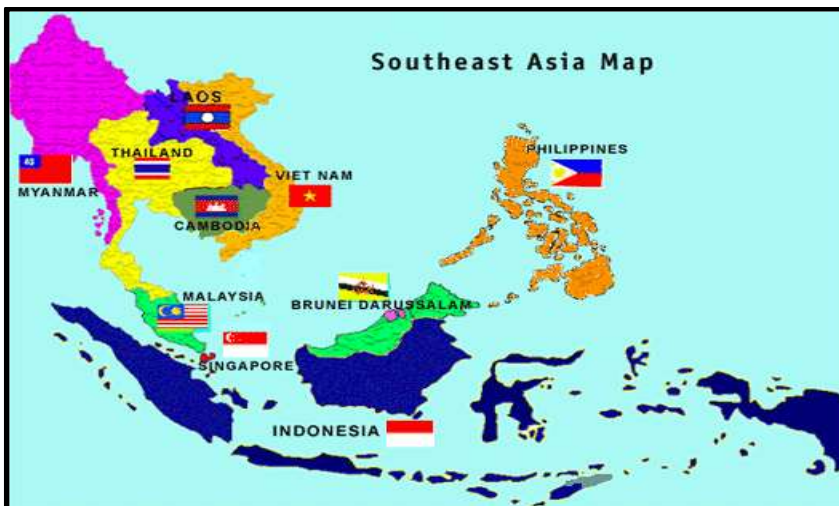 Southeast Asia Map
LAOS
THAILAND
PHILIPPINES
VIET NAM
MYANMAR
CAMBODIA
MALAYSIA
BRUNEI DARUSSALAM
SINGAPORE
INDONESIA